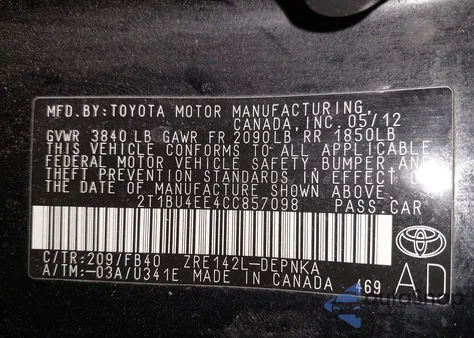 MFD.BY:TOYOTA MOTOR MANUFACTURING,
CANADA,INC.05/12
GVWR 3840 LB GAWR FR 2090LB RR 1850LB
THIS VEHICLE CONFORMS TO ALL APPLICABLE
FEDERAL MOTOR VEHICLE SAFETY, BUMPER AND
THEFT PREVENTION STANDARDS IN EFFECT ON
THE DATE OF MANUFACTURE SHOWN ABOVE.
2T1BU4EE4CC857098 PASS.CAR
C/TR:209/FB40 ZRE142L-DEPNKA
A/TM:-03A/U341E MADE IN CANADA 469
AD